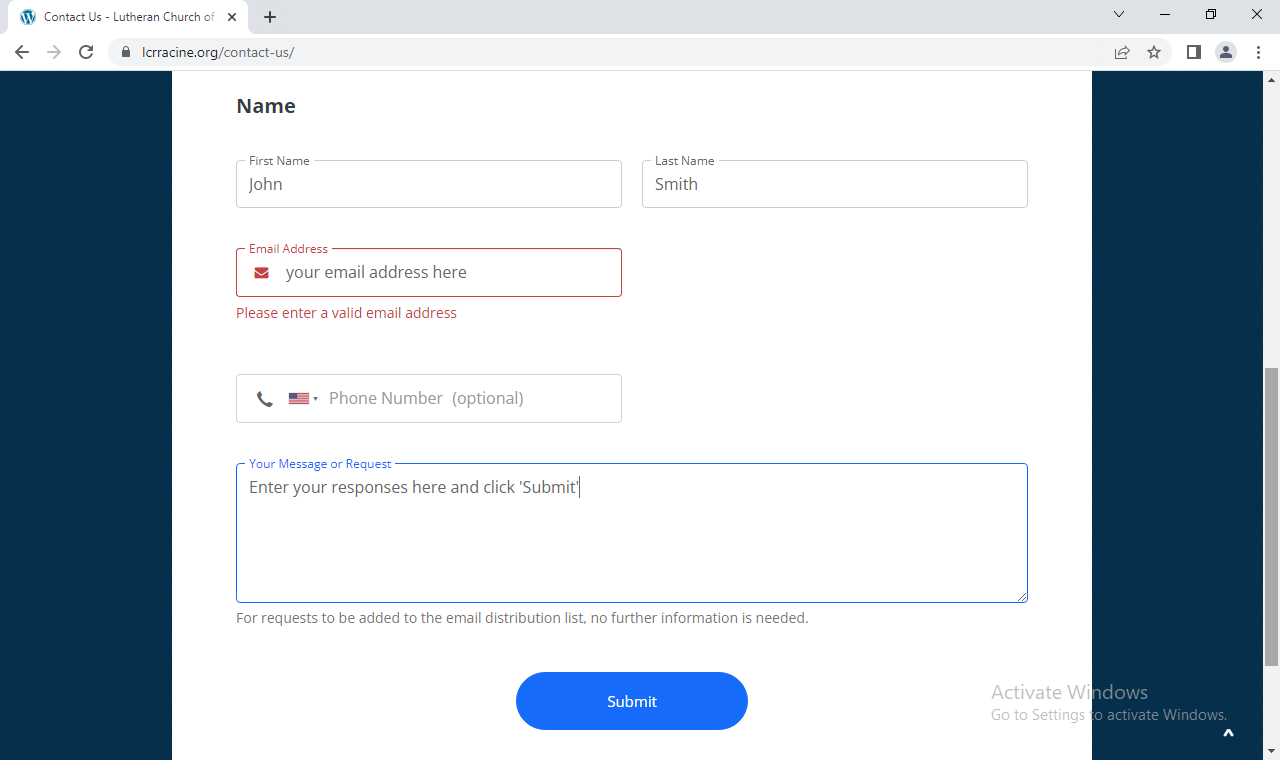 Contact Us - Lutheran Church of
lcrracine.org/contact-us/
Name
First Name
Last Name
John
Smith
Email Address
your email address here
Please enter a valid email address
Phone Number (optional)
Your Message or Request
Enter your responses here and click 'Submit'
For requests to be added to the email distribution list, no further information is needed.
Submit
Activate Windows
Go to Settings to activate Windows.